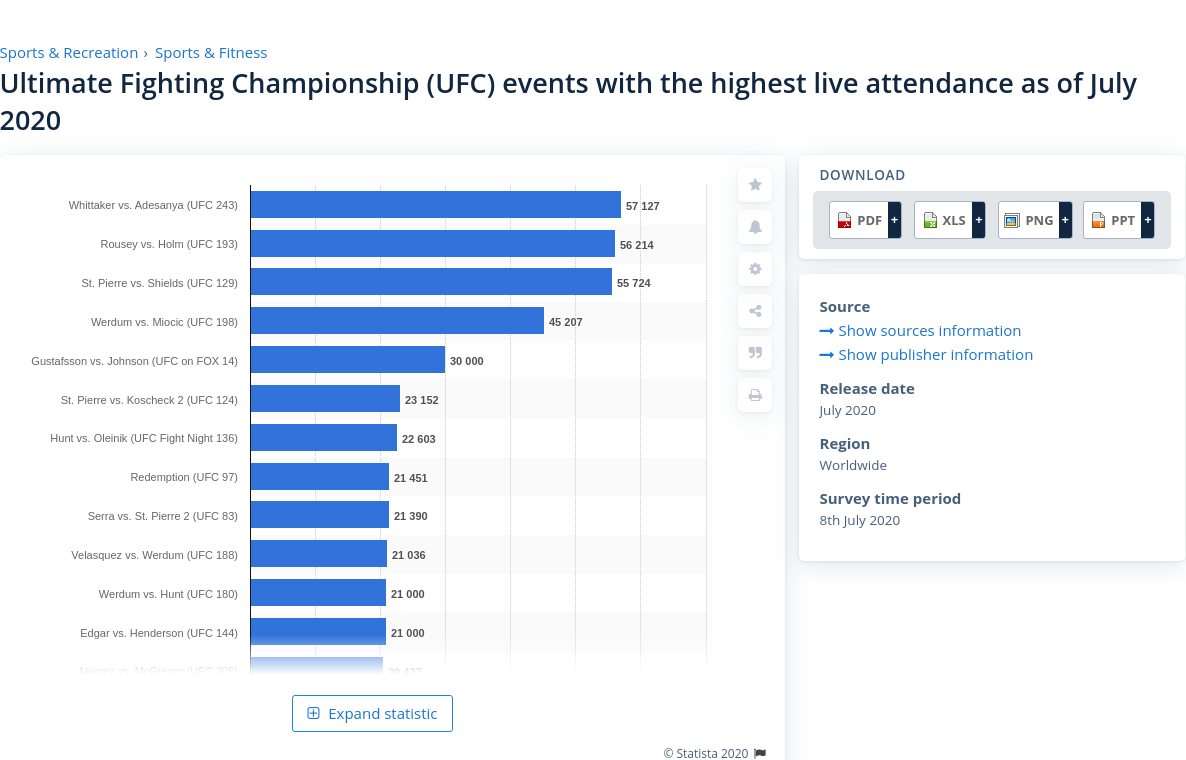 Sports & Recreation › Sports & Fitness
Ultimate Fighting Championship (UFC) events with the highest live attendance as of July
2020
Whittaker vs. Adesanya (UFC 243) 57 127
Rousey vs. Holm (UFC 193) 56 214
St. Pierre vs. Shields (UFC 129) 55 724
Werdum vs. Miocic (UFC 198) 45 207
Gustafsson vs. Johnson (UFC on FOX 14) 30 000
St. Pierre vs. Koscheck 2 (UFC 124) 23 152
Hunt vs. Oleinik (UFC Fight Night 136) 22 603
Redemption (UFC 97) 21 451
Serra vs. St. Pierre 2 (UFC 83) 21 390
Velasquez vs. Werdum (UFC 188) 21 036
Werdum vs. Hunt (UFC 180) 21 000
Edgar vs. Henderson (UFC 144) 21 000
Alvarez vs. McGregor (UFC 205) 20 427
Expand statistic
© Statista 2020
DOWNLOAD
PDF + XLS + PNG + PPT +
Source
Show sources information
Show publisher information
Release date
July 2020
Region
Worldwide
Survey time period
8th July 2020